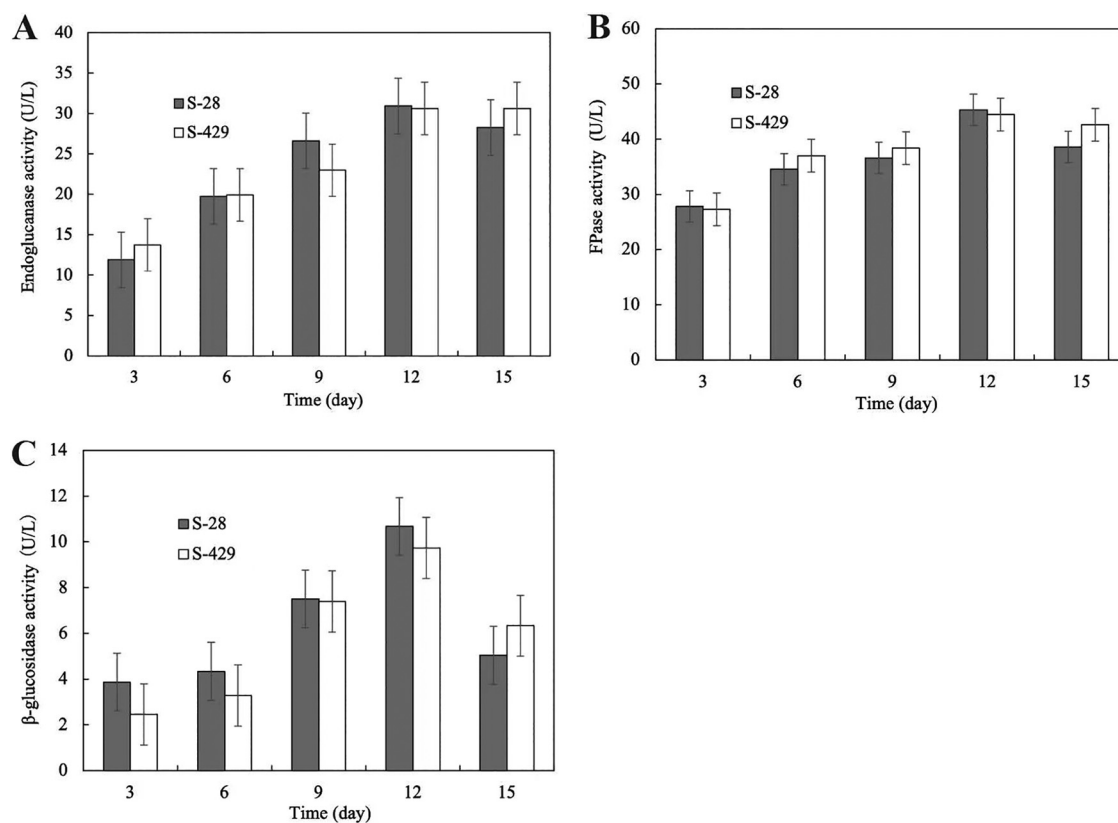 A
Endoglucanase activity (U/L)
40
35
30
25
20
15
10
5
0
S-28
S-429
3 6 9 12 15
Time (day)
B
FPase activity (U/L)
60
50
40
30
20
10
0
S-28
S-429
3 6 9 12 15
Time (day)
C
β-glucosidase activity (U/L)
14
12
10
8
6
4
2
0
S-28
S-429
3 6 9 12 15
Time (day)